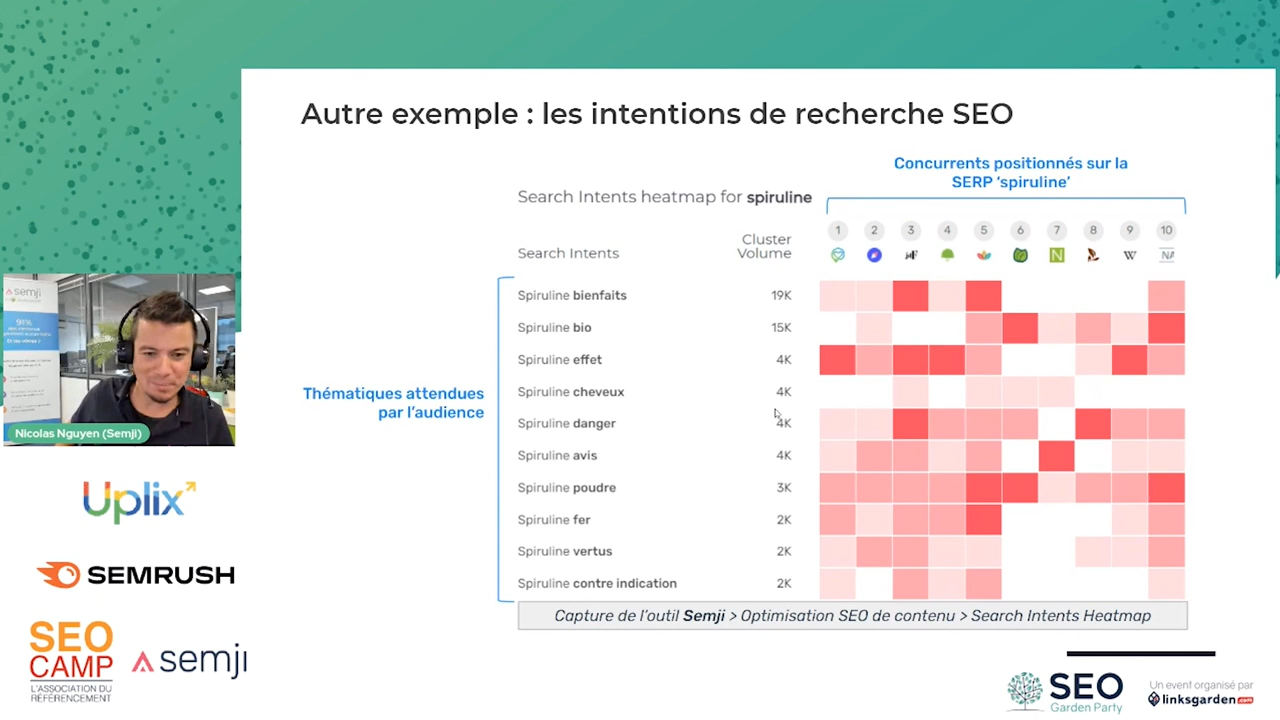 Autre exemple : les intentions de recherche SEO
Concurrents positionnés sur la
SERP ‘spiruline’
Search Intents heatmap for spiruline
Search Intents
Cluster
Volume
1 2 3 4 5 6 7 8 9 10
N W NA
Spiruline bienfaits 19K
Spiruline bio 15K
Spiruline effet 4K
Spiruline cheveux 4K
Spiruline danger 4K
Spiruline avis 4K
Spiruline poudre 3K
Spiruline fer 2K
Spiruline vertus 2K
Spiruline contre indication 2K
Thématiques attendues
par l’audience
Capture de l’outil Semji > Optimisation SEO de contenu > Search Intents Heatmap
semji
91%
Nicolas Nguyen (Semji)
Uplix
SEMRUSH
SEO
CAMP
L'ASSOCIATION DU
RÉFÉRENCEMENT
semji
SEO
Garden Party
Un event organisé par
linksgarden.com